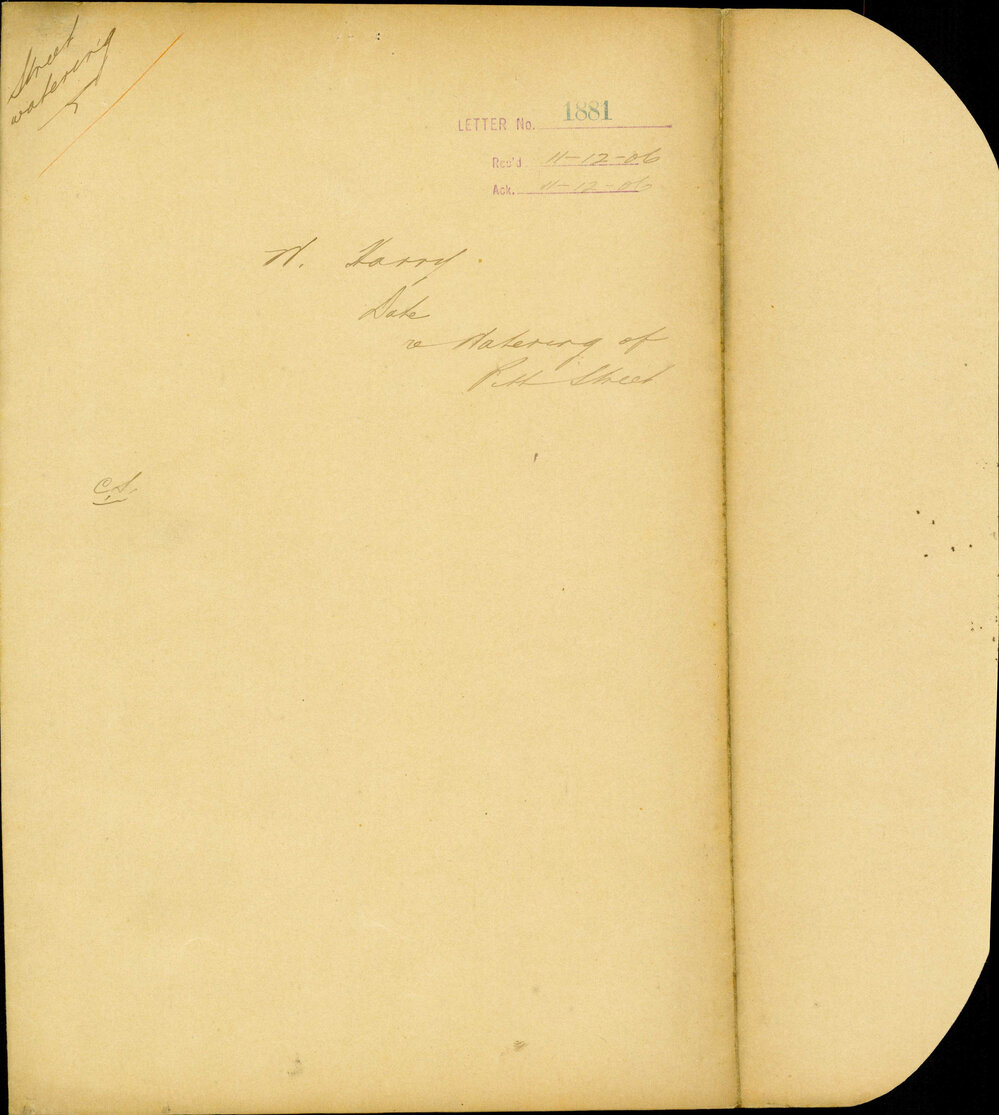 Street
watering
LETTER No. 1881
Rec'd 11-12-06
Ack. 11-12-06
W. Harry.
Date
re Watering of
Pitt Street
C.S.